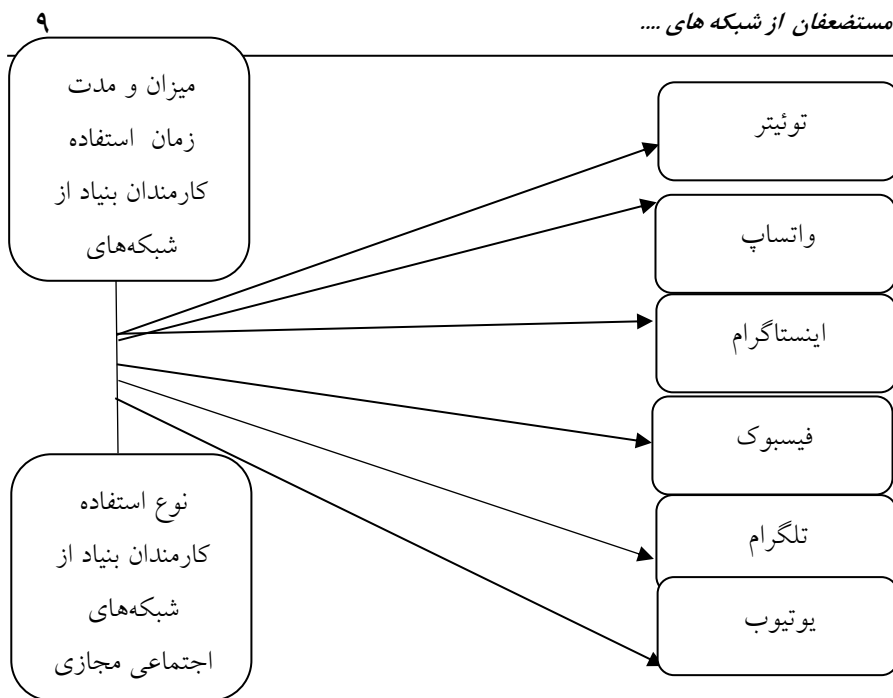 مستضعفان از شبکه های ....
۹
میزان و مدت
زمان استفاده
کارمندان بنیاد از
شبکه‌های
توئیتر
واتساپ
اینستاگرام
فیسبوک
تلگرام
یوتیوب
نوع استفاده
کارمندان بنیاد از
شبکه‌های
اجتماعی مجازی